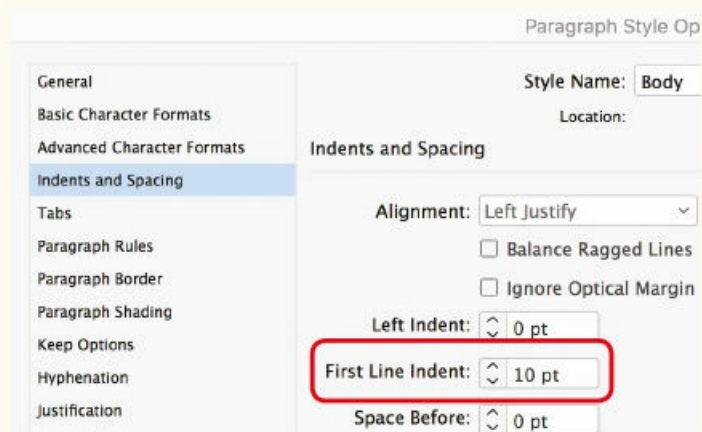 Paragraph Style Op
General
Basic Character Formats
Advanced Character Formats
Indents and Spacing
Tabs
Paragraph Rules
Paragraph Border
Paragraph Shading
Keep Options
Hyphenation
Justification
Style Name: Body
Location:
Indents and Spacing
Alignment: Left Justify
Balance Ragged Lines
Ignore Optical Margin
Left Indent: 0 pt
First Line Indent: 10 pt
Space Before: 0 pt